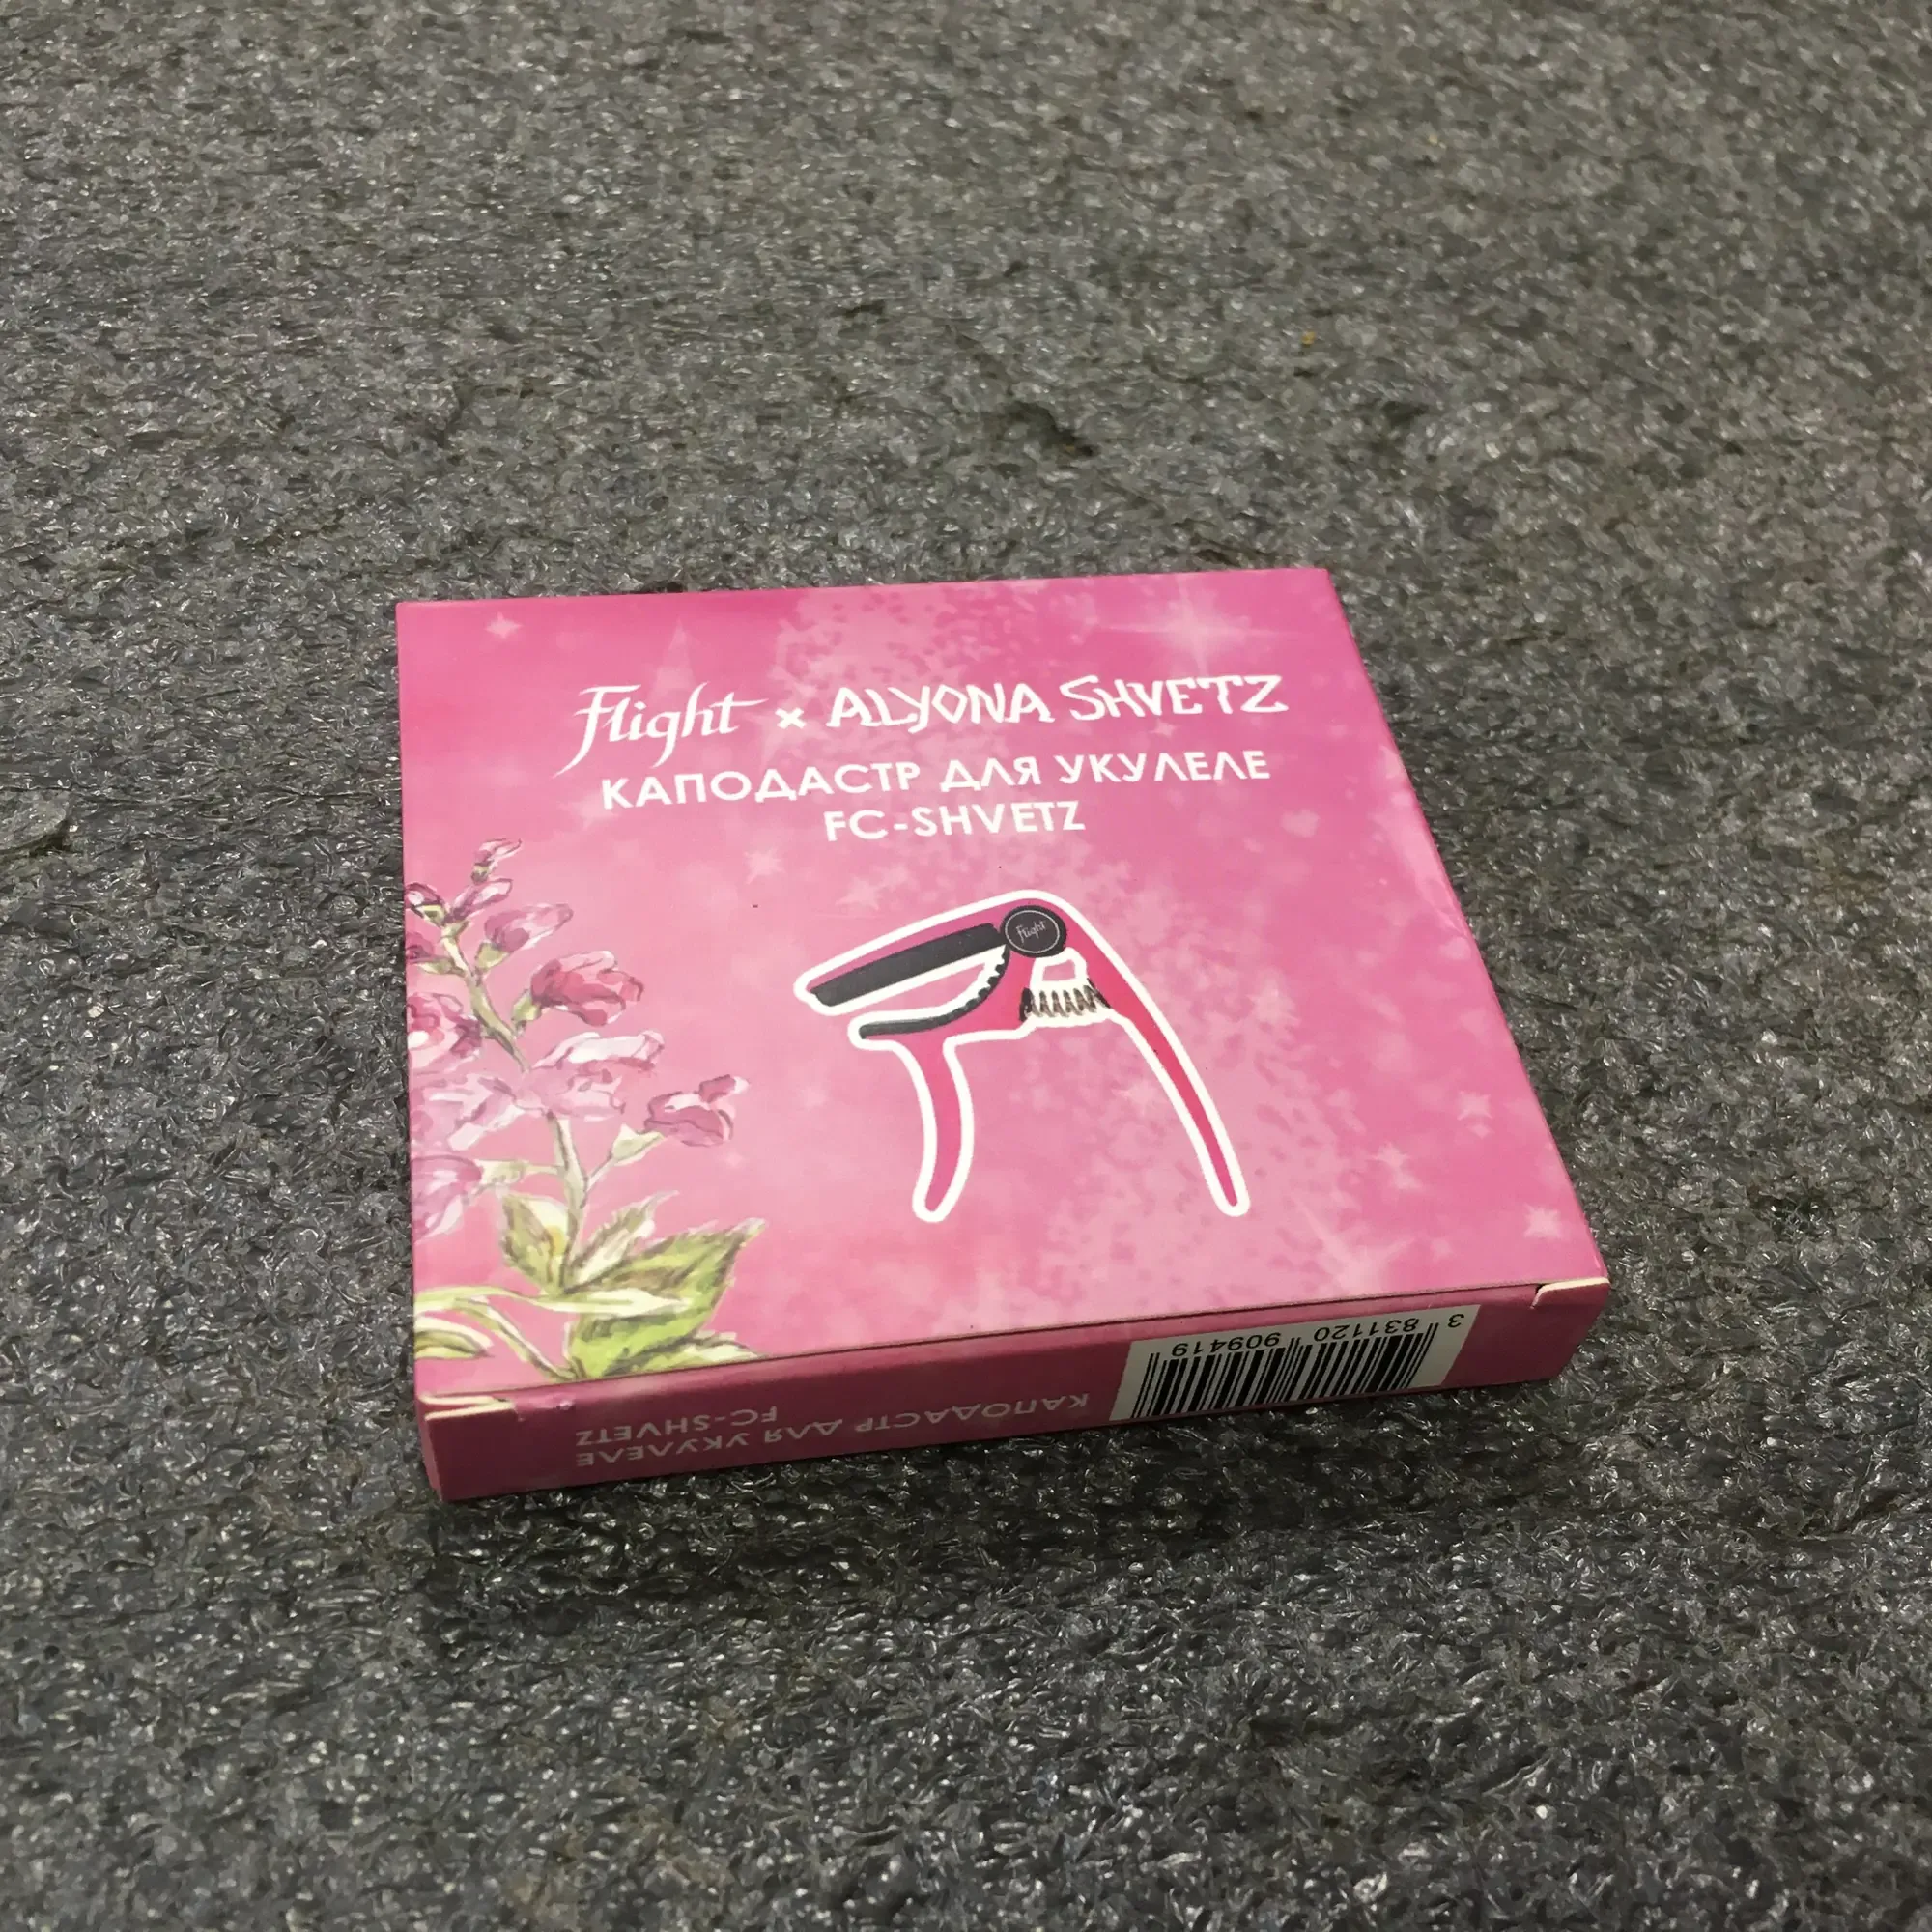 Flight × ALYONA SHVETZ
КАПОДАСТР ДЛЯ УКУЛЕЛЕ
FC-SHVETZ
Flight
КАПОДАСТР ДЛЯ УКУЛЕЛЕ
FC-SHVETZ
3 831120 909419